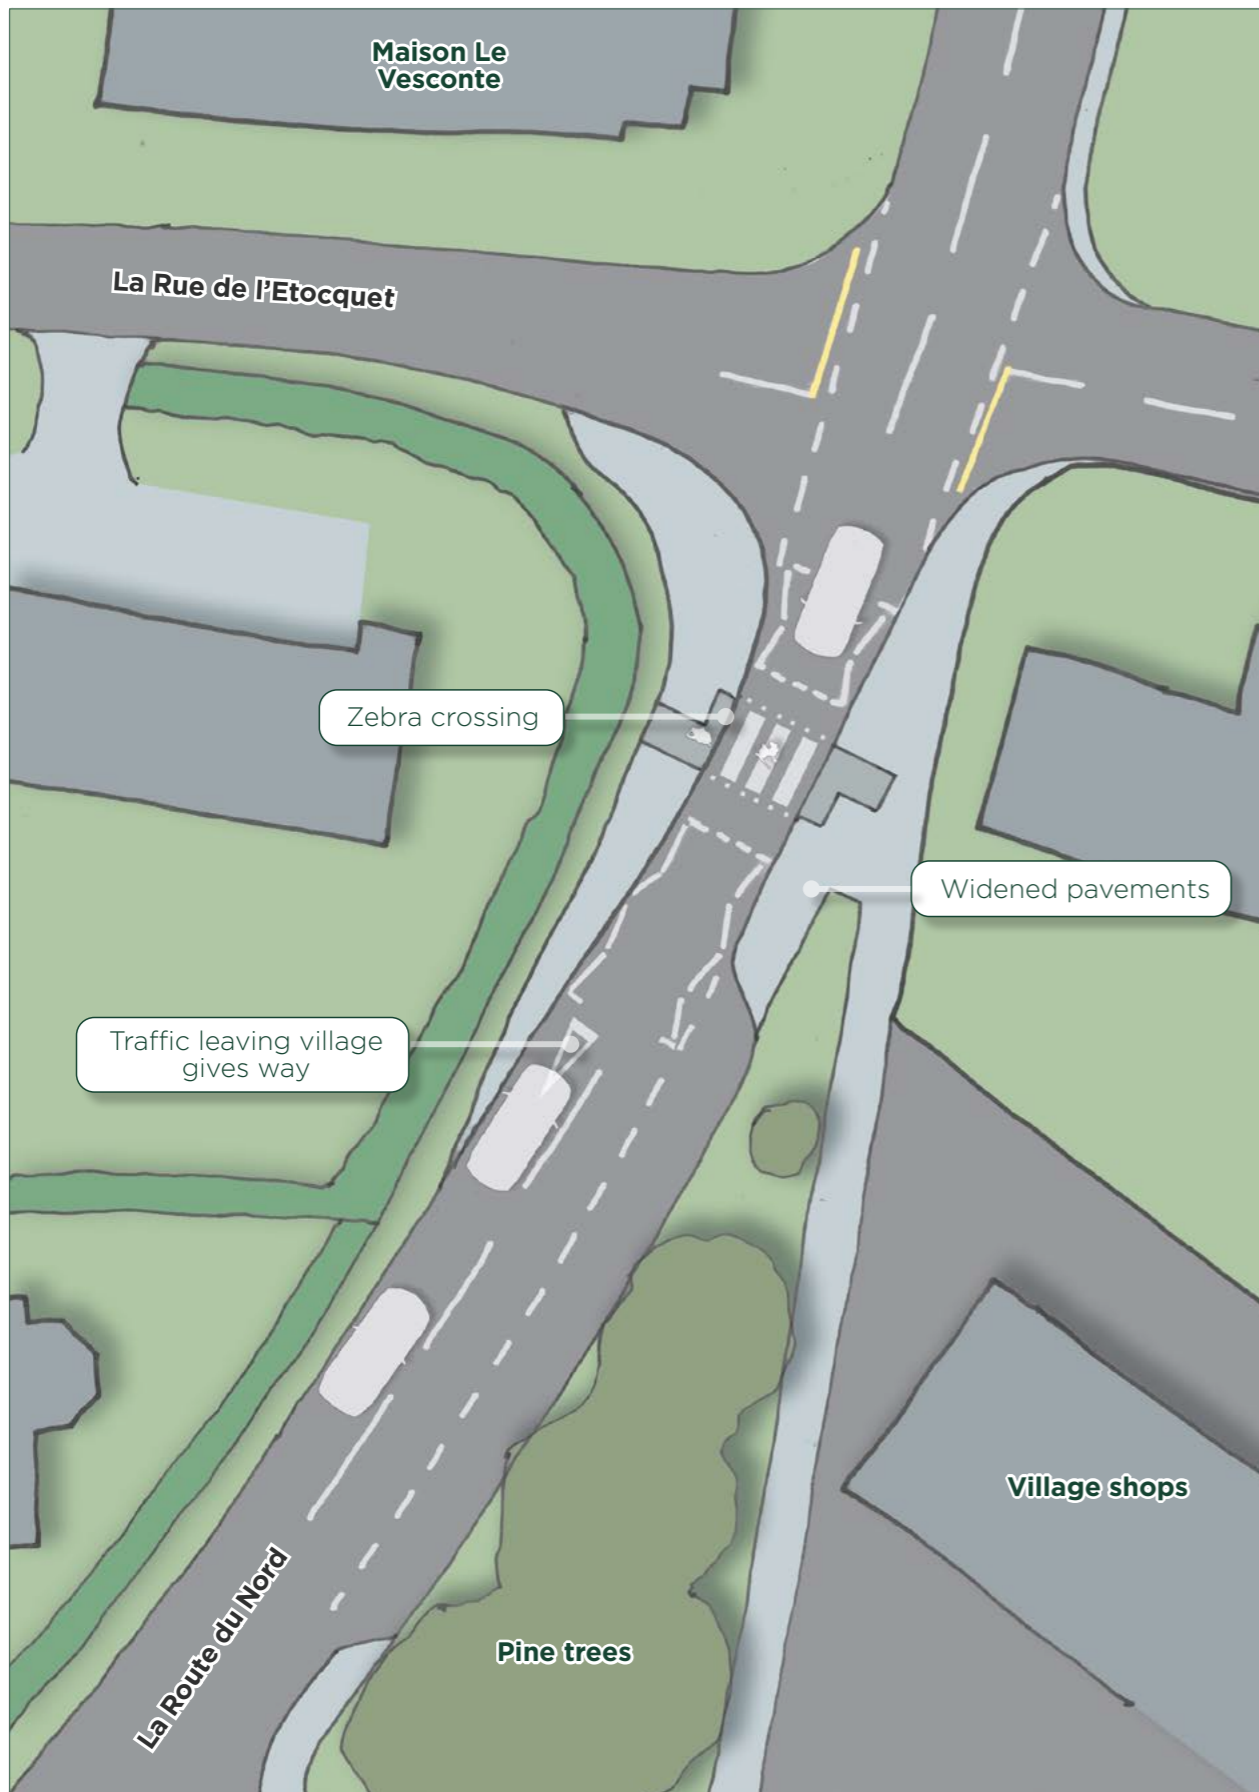 Maison Le
Vesconte
La Rue de l'Etocquet
Zebra crossing
Widened pavements
Traffic leaving village
gives way
Village shops
La Route du Nord
Pine trees